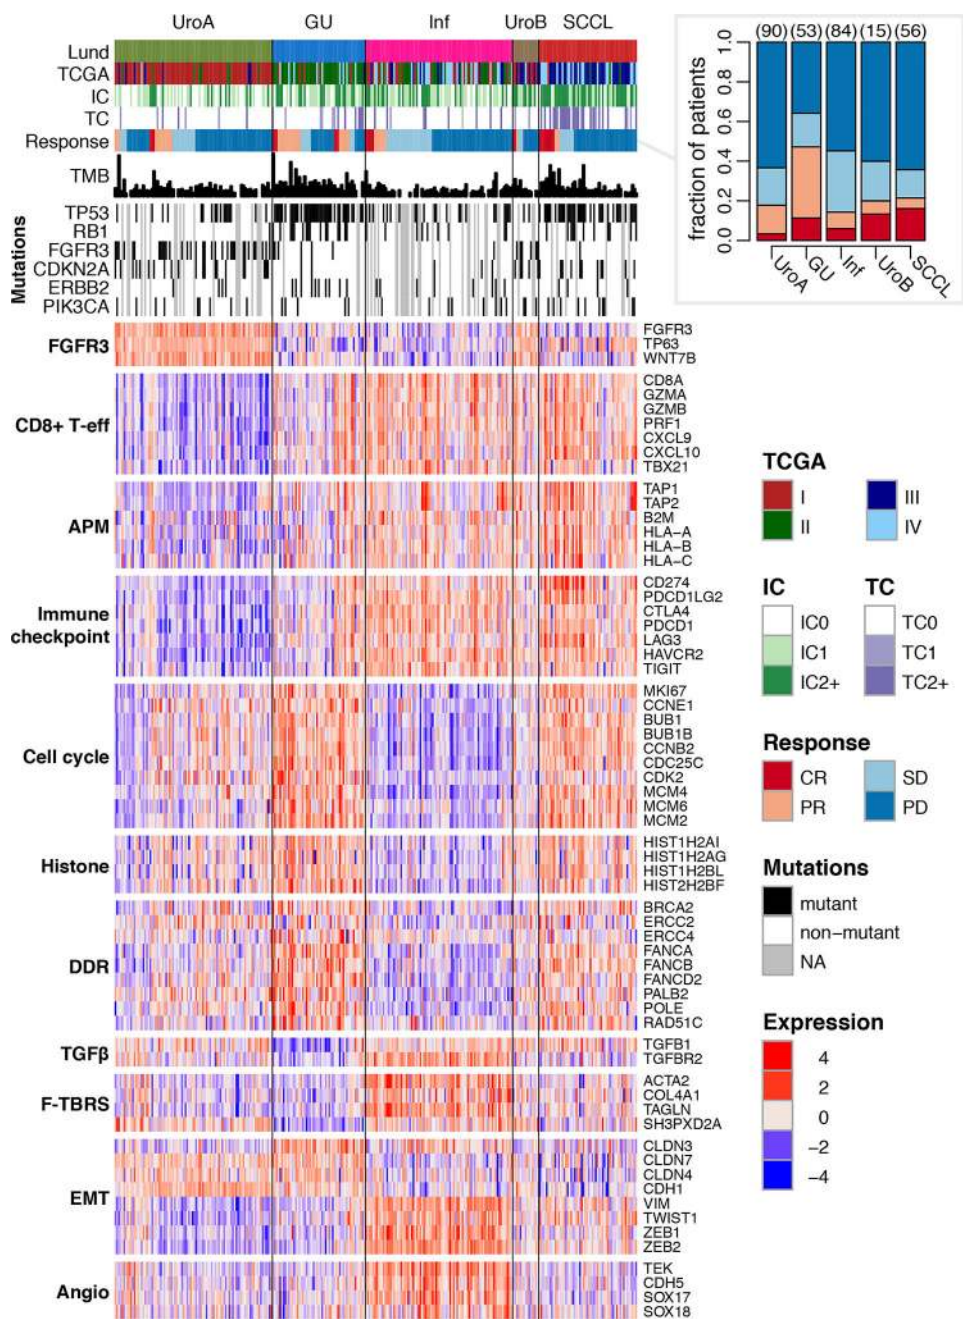 UroA GU Inf UroB SCCL
Lund
TCGA
IC
TC
Response
TMB
Mutations
TP53
RB1
FGFR3
CDKN2A
ERBB2
PIK3CA
(90) (53) (84) (15) (56)
fraction of patients
1.0
0.8
0.6
0.4
0.2
0.0
UroA GU Inf UroB SCCL
FGFR3
FGFR3
TP63
WNT7B
CD8+ T-eff
CD8A
GZMA
GZMB
PRF1
CXCL9
CXCL10
TBX21
APM
TAP1
TAP2
B2M
HLA-A
HLA-B
HLA-C
Immune
checkpoint
CD274
PDCD1LG2
CTLA4
PDCD1
LAG3
HAVCR2
TIGIT
Cell cycle
MKI67
CCNE1
BUB1
BUB1B
CCNB2
CDC25C
CDK2
MCM4
MCM6
MCM2
Histone
HIST1H2AI
HIST1H2AG
HIST1H2BL
HIST2H2BF
DDR
BRCA2
ERCC2
ERCC4
FANCA
FANCB
FANCD2
PALB2
POLE
RAD51C
TGFβ
TGFB1
TGFBR2
F-TBRS
ACTA2
COL4A1
TAGLN
SH3PXD2A
EMT
CLDN3
CLDN7
CLDN4
CDH1
VIM
TWIST1
ZEB1
ZEB2
Angio
TEK
CDH5
SOX17
SOX18
TCGA
I III
II IV
IC TC
IC0 TC0
IC1 TC1
IC2+ TC2+
Response
CR SD
PR PD
Mutations
mutant
non-mutant
NA
Expression
4
2
0
-2
-4